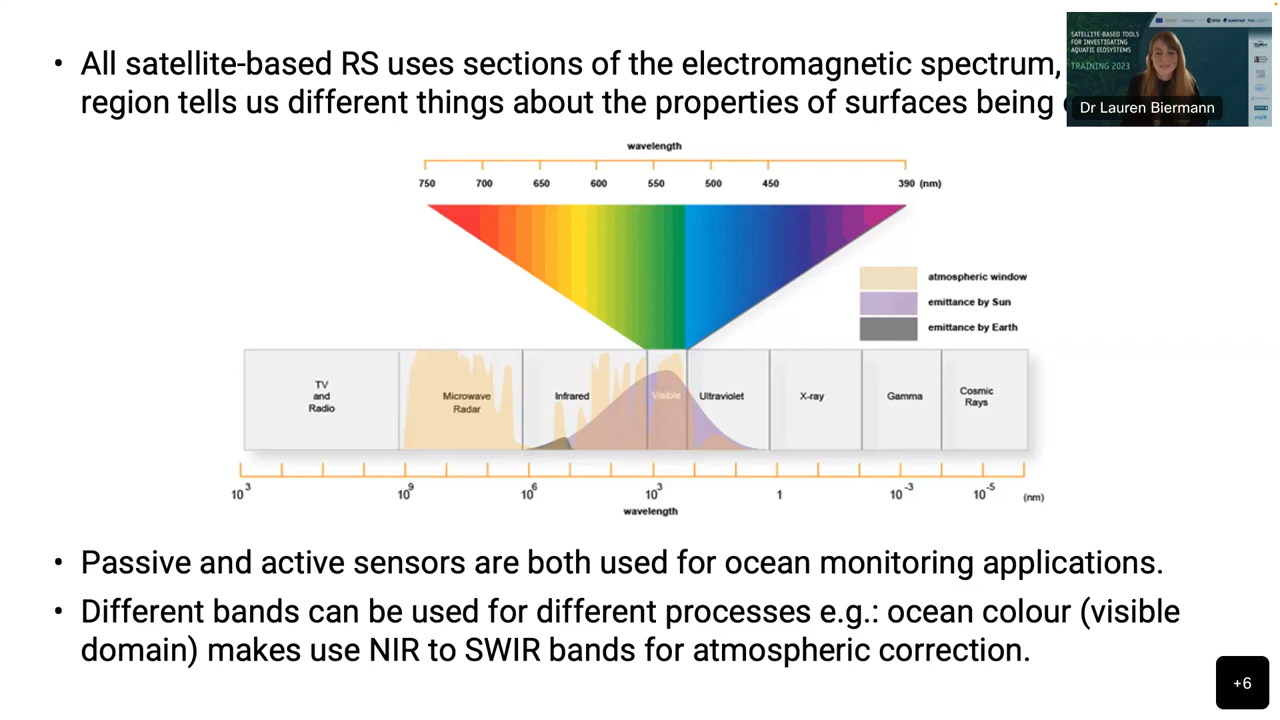 • All satellite-based RS uses sections of the electromagnetic spectrum,
region tells us different things about the properties of surfaces being
SATELLITE-BASED TOOLS
FOR INVESTIGATING
AQUATIC ECOSYSTEMS
TRAINING 2023
Dr Lauren Biermann
wavelength
750 700 650 600 550 500 450 390 (nm)
atmospheric window
emittance by Sun
emittance by Earth
TV and Radio
Microwave Radar
Infrared
Visible
Ultraviolet
X-ray
Gamma
Cosmic Rays
10³ 10⁹ 10⁶ 10³ 1 10⁻³ 10⁻⁵ (nm)
wavelength
• Passive and active sensors are both used for ocean monitoring applications.
• Different bands can be used for different processes e.g.: ocean colour (visible
domain) makes use NIR to SWIR bands for atmospheric correction.
+6